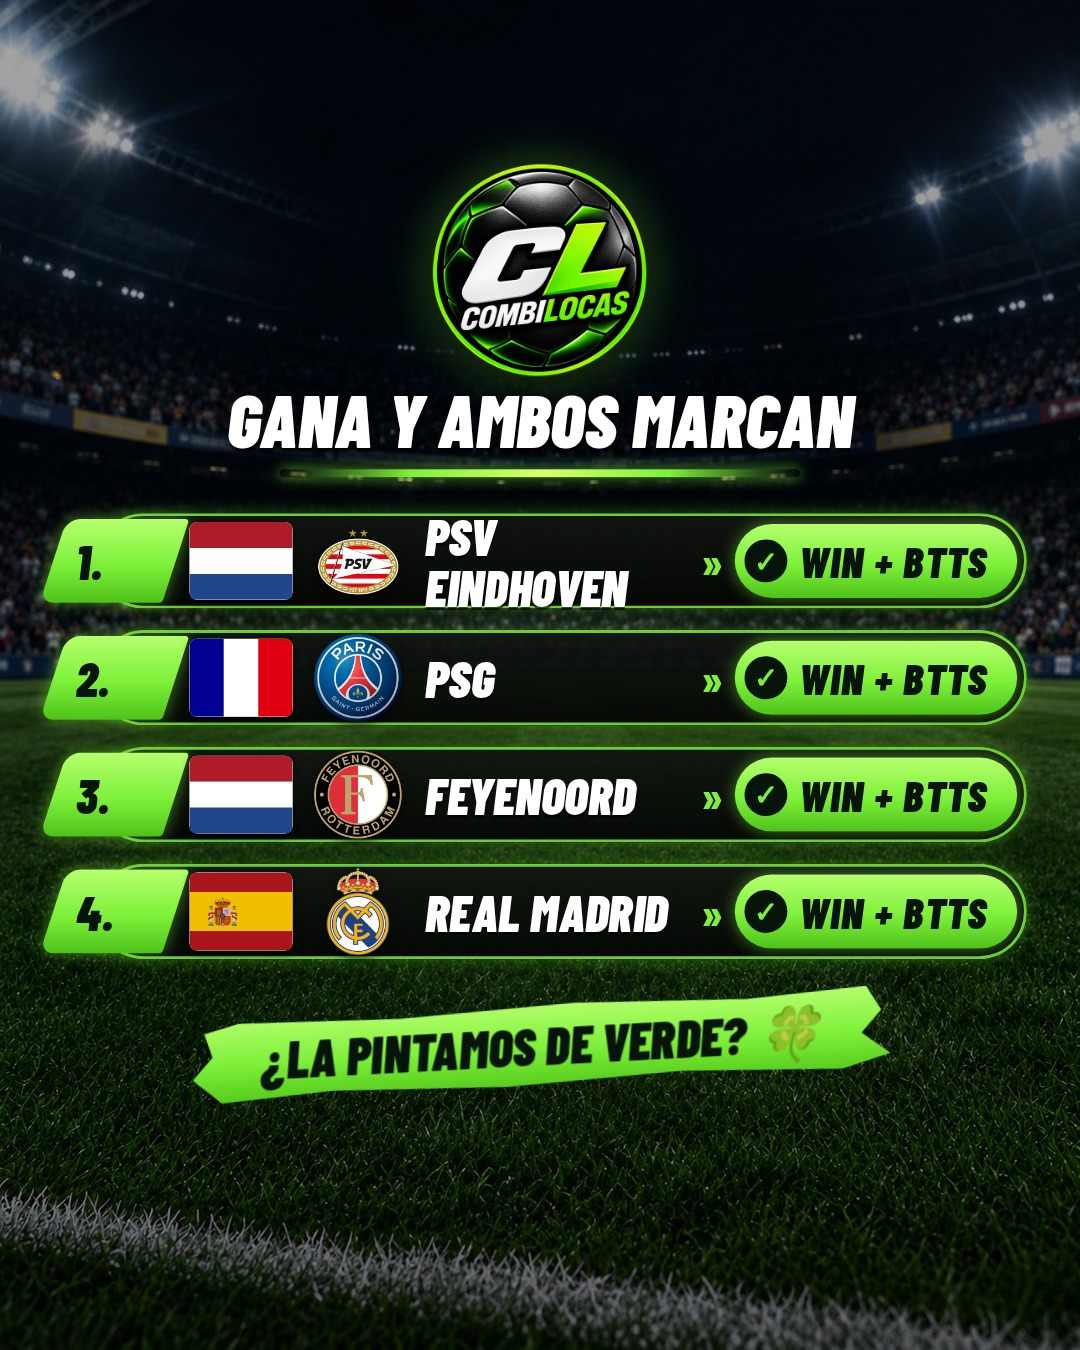 CL
COMBILOCAS
GANA Y AMBOS MARCAN
1.
PSV
PSV
EINDHOVEN
»
✓ WIN + BTTS
2.
PARIS
SAINT-GERMAIN
PSG
»
✓ WIN + BTTS
3.
FEYENOORD
F
ROTTERDAM
FEYENOORD
»
✓ WIN + BTTS
4.
REAL MADRID
»
✓ WIN + BTTS
¿LA PINTAMOS DE VERDE? 🍀